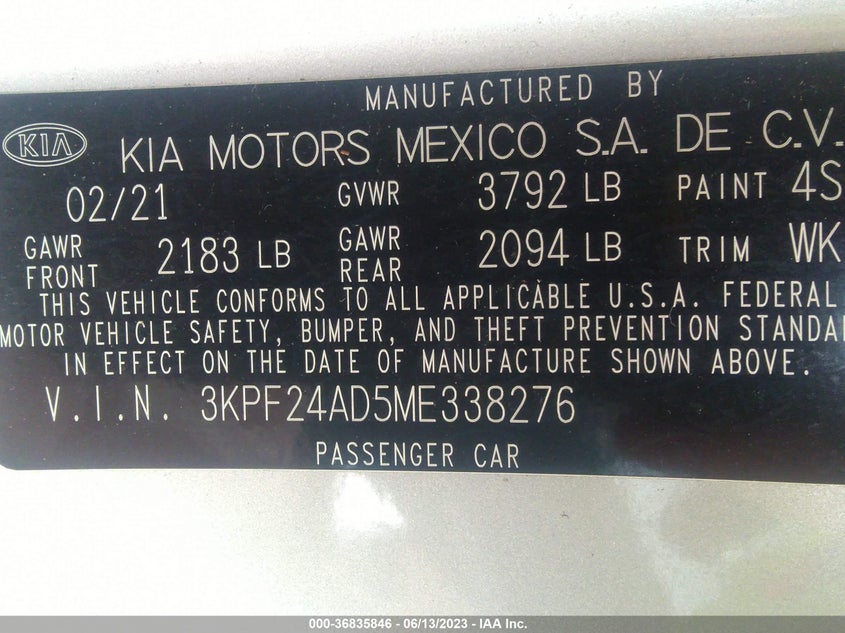 MANUFACTURED BY
KIA KIA MOTORS MEXICO S.A. DE C.V.
02/21 GVWR 3792 LB PAINT 4S
GAWR FRONT 2183 LB GAWR REAR 2094 LB TRIM WK
THIS VEHICLE CONFORMS TO ALL APPLICABLE U.S.A. FEDERAL
MOTOR VEHICLE SAFETY, BUMPER, AND THEFT PREVENTION STANDA
IN EFFECT ON THE DATE OF MANUFACTURE SHOWN ABOVE.
V.I.N. 3KPF24AD5ME338276
PASSENGER CAR
000-36835846 - 06/13/2023 - IAA Inc.